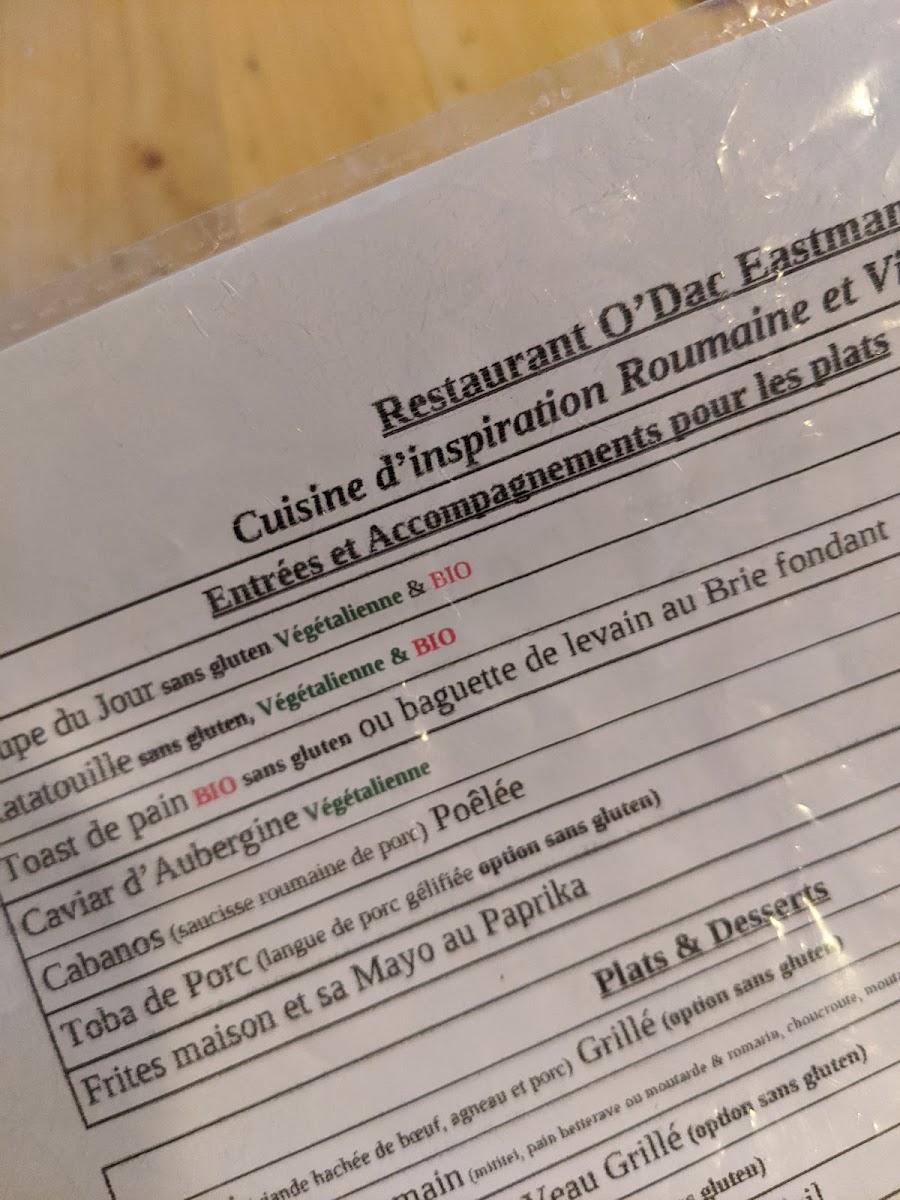 Restaurant O'Dac Eastman
Cuisine d'inspiration Roumaine et Vi
Entrées et Accompagnements pour les plats
upe du Jour sans gluten Végétalienne & BIO
atatouille sans gluten, Végétalienne & BIO
Toast de pain BIO sans gluten ou baguette de levain au Brie fondant
Caviar d'Aubergine Végétalienne
Cabanos (saucisse roumaine de porc) Poêlée
Toba de Porc (langue de porc gélifiée option sans gluten)
Frites maison et sa Mayo au Paprika
Plats & Desserts
iande hachée de bœuf, agneau et porc) Grillé (option sans gluten)
main (mititei, pain betterave ou moutarde & romarin, choucroute, mouta
Veau Grillé (option sans gluten)
s gluten)